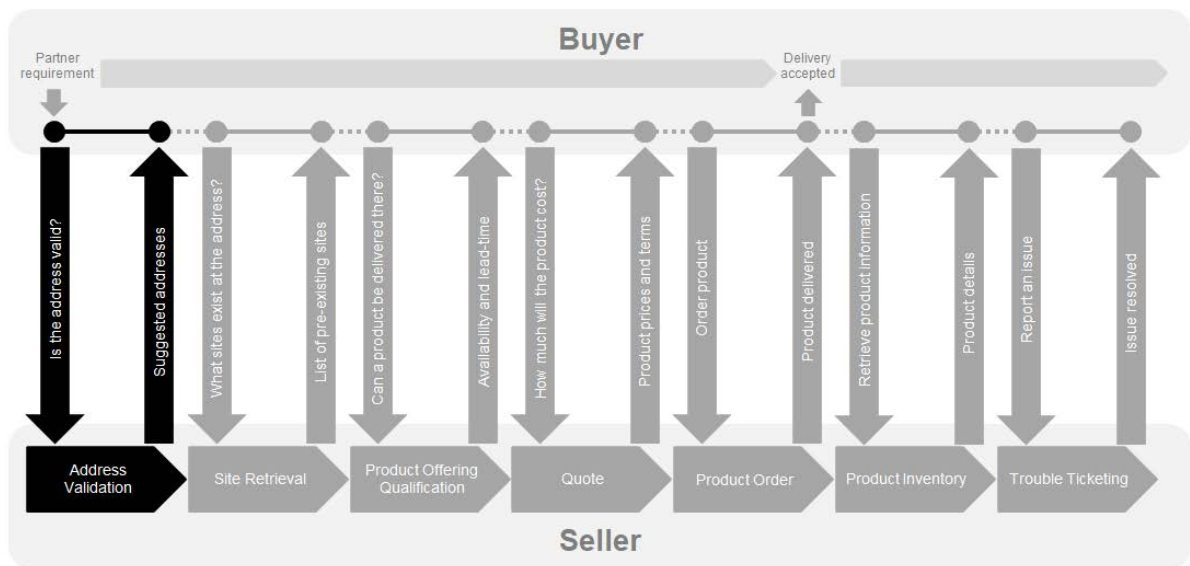 Buyer
Partner
requirement
Delivery
accepted
Is the address valid?
Suggested addresses
What sites exist at the address?
List of pre-existing sites
Can a product be delivered there?
Availability and lead-time
How much will the product cost?
Product prices and terms
Order product
Product delivered
Retrieve product information
Product details
Report an issue
Issue resolved
Address
Validation
Site Retrieval
Product Offering
Qualification
Quote
Product Order
Product Inventory
Trouble Ticketing
Seller